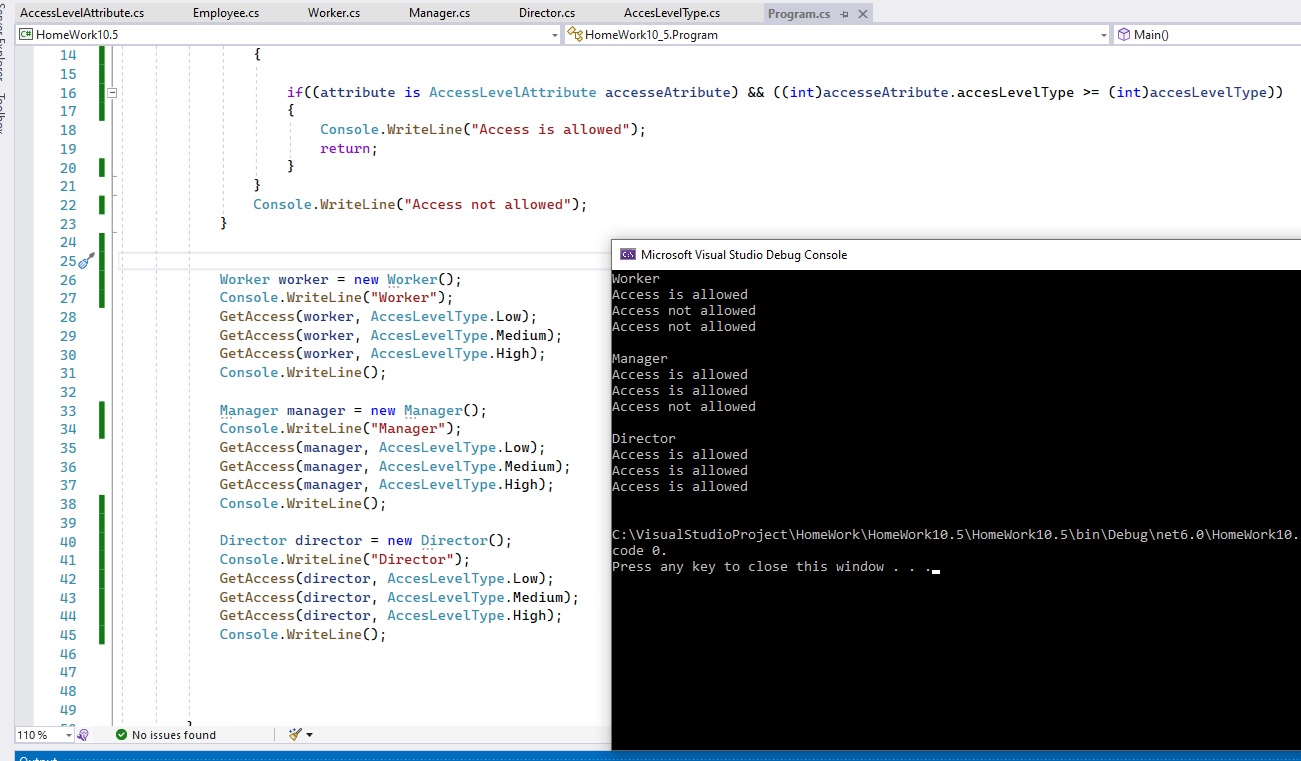 AccessLevelAttribute.cs Employee.cs Worker.cs Manager.cs Director.cs AccesLevelType.cs Program.cs
Server Explorer Toolbox
C# HomeWork10.5 HomeWork10_5.Program Main()
14 {
15
16 if((attribute is AccessLevelAttribute accesseAtribute) && ((int)accesseAtribute.accesLevelType >= (int)accesLevelType))
17 {
18 Console.WriteLine("Access is allowed");
19 return;
20 }
21 }
22 Console.WriteLine("Access not allowed");
23 }
24
25
26 Worker worker = new Worker();
27 Console.WriteLine("Worker");
28 GetAccess(worker, AccesLevelType.Low);
29 GetAccess(worker, AccesLevelType.Medium);
30 GetAccess(worker, AccesLevelType.High);
31 Console.WriteLine();
32
33 Manager manager = new Manager();
34 Console.WriteLine("Manager");
35 GetAccess(manager, AccesLevelType.Low);
36 GetAccess(manager, AccesLevelType.Medium);
37 GetAccess(manager, AccesLevelType.High);
38 Console.WriteLine();
39
40 Director director = new Director();
41 Console.WriteLine("Director");
42 GetAccess(director, AccesLevelType.Low);
43 GetAccess(director, AccesLevelType.Medium);
44 GetAccess(director, AccesLevelType.High);
45 Console.WriteLine();
46
47
48
49
110 % No issues found
Output
Microsoft Visual Studio Debug Console
Worker
Access is allowed
Access not allowed
Access not allowed
Manager
Access is allowed
Access is allowed
Access not allowed
Director
Access is allowed
Access is allowed
Access is allowed
C:\VisualStudioProject\HomeWork\HomeWork10.5\HomeWork10.5\bin\Debug\net6.0\HomeWork10.
code 0.
Press any key to close this window . . .